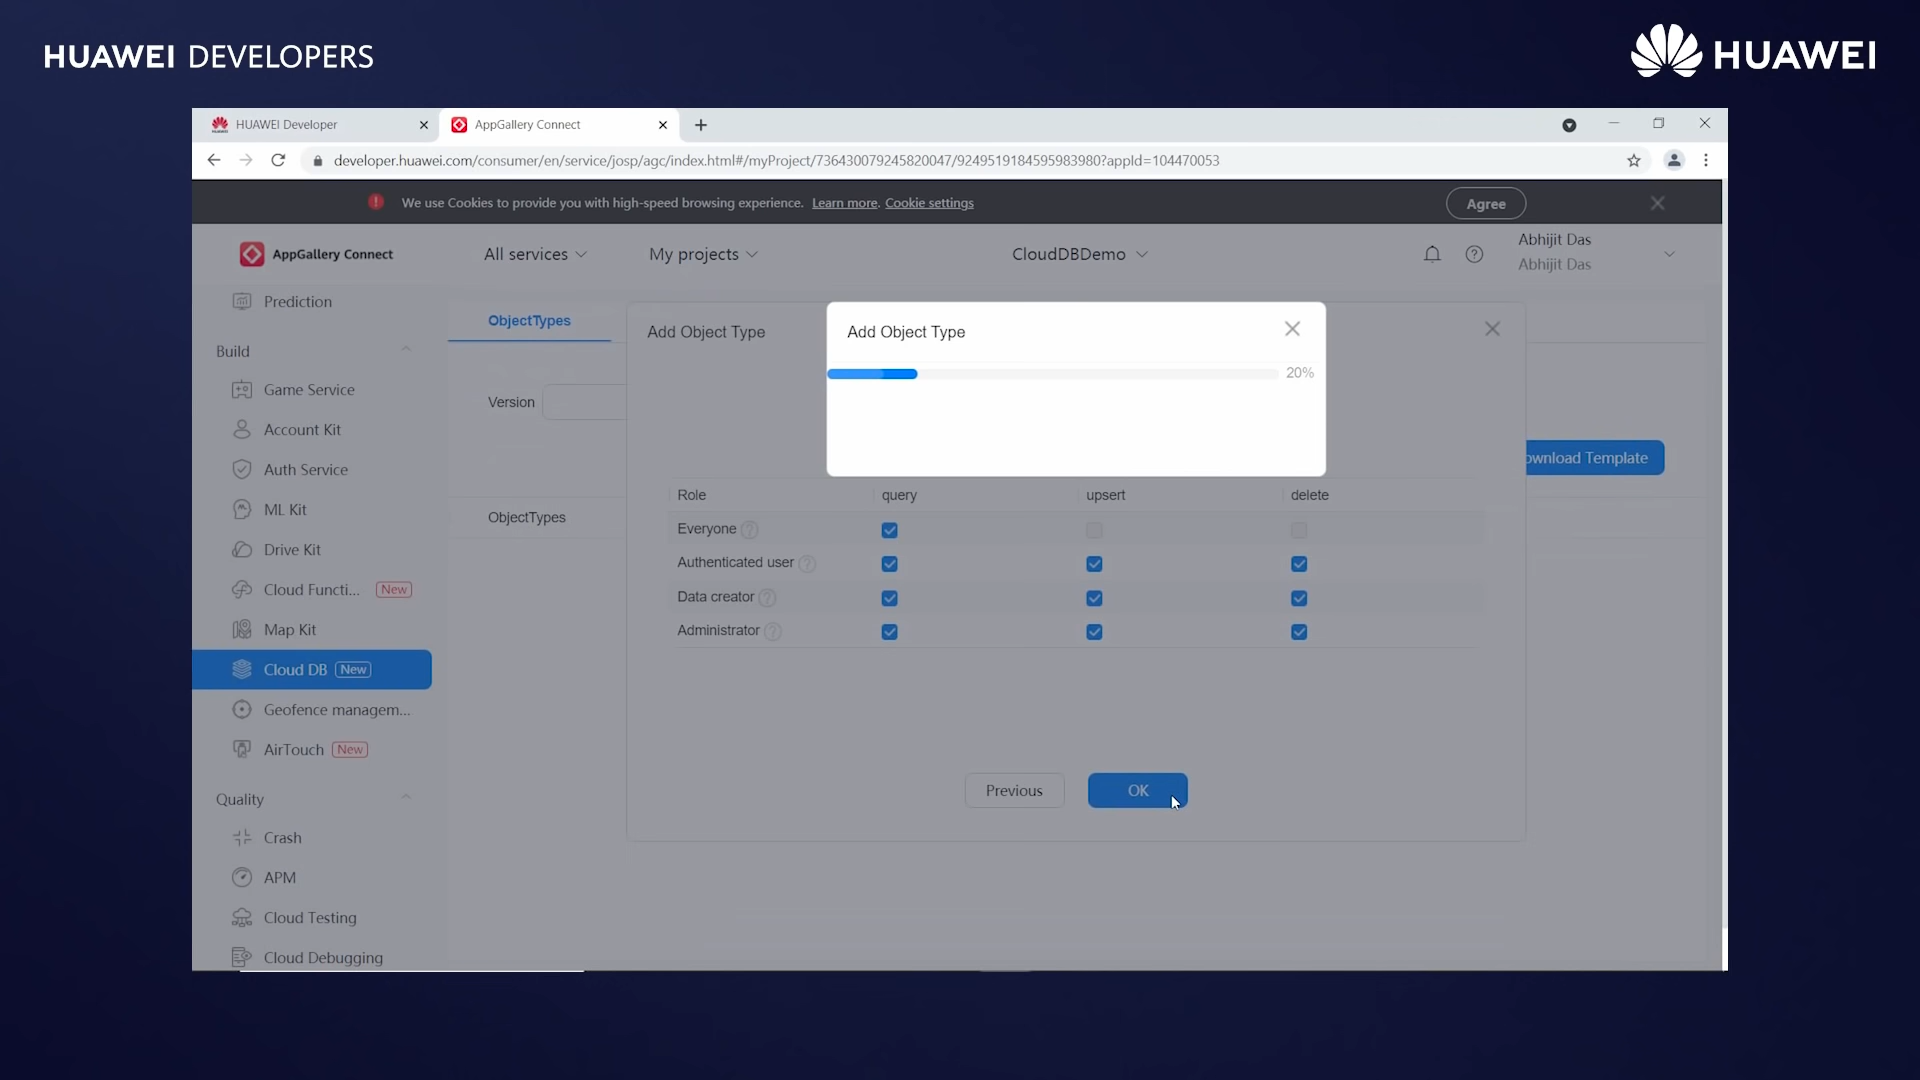 HUAWEI DEVELOPERS
HUAWEI
HUAWEI Developer
AppGallery Connect
developer.huawei.com/consumer/en/service/josp/agc/index.html#/myProject/736430079245820047/9249519184595983980?appId=104470053
We use Cookies to provide you with high-speed browsing experience. Learn more. Cookie settings
Agree
AppGallery Connect
All services
My projects
CloudDBDemo
Abhijit Das
Abhijit Das
Prediction
Build
Game Service
Account Kit
Auth Service
ML Kit
Drive Kit
Cloud Functi... New
Map Kit
Cloud DB New
Geofence managem...
AirTouch New
Quality
Crash
APM
Cloud Testing
Cloud Debugging
ObjectTypes
Version
ownload Template
ObjectTypes
Add Object Type
Add Object Type
20%
Role query upsert delete
Everyone
Authenticated user
Data creator
Administrator
Previous
OK